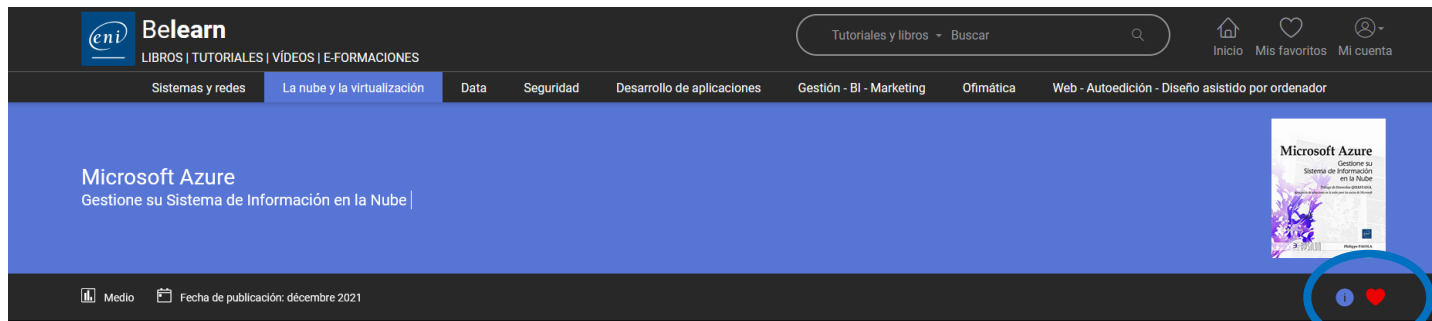 eni
Belearn
LIBROS | TUTORIALES | VÍDEOS | E-FORMACIONES
Tutoriales y libros Buscar
Inicio Mis favoritos Mi cuenta
Sistemas y redes La nube y la virtualización Data Seguridad Desarrollo de aplicaciones Gestión - BI - Marketing Ofimática Web - Autoedición - Diseño asistido por ordenador
Microsoft Azure
Gestione su Sistema de Información en la Nube
Microsoft Azure
Gestione su
Sistema de Información
en la Nube
eni
Medio Fecha de publicación: décembre 2021
i